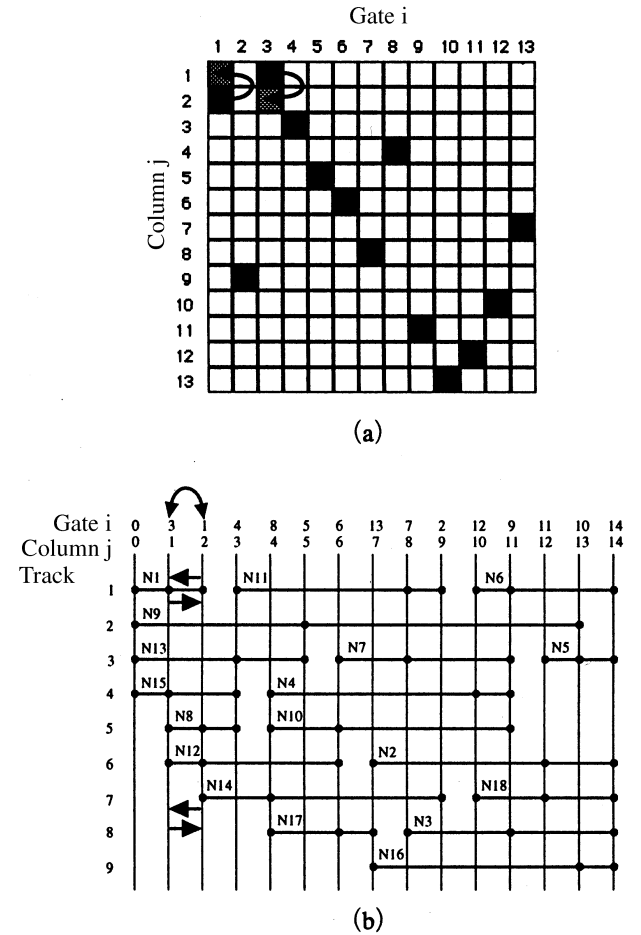 Gate i
1 2 3 4 5 6 7 8 9 10 11 12 13
Column j
1
2
3
4
5
6
7
8
9
10
11
12
13
(a)
Gate i 0 3 1 4 8 5 6 13 7 2 12 9 11 10 14
Column j 0 1 2 3 4 5 6 7 8 9 10 11 12 13 14
Track
1 N1 N11 N6
2 N9
3 N13 N7 N5
4 N15 N4
5 N8 N10
6 N12 N2
7 N14 N18
8 N17 N3
9 N16
(b)